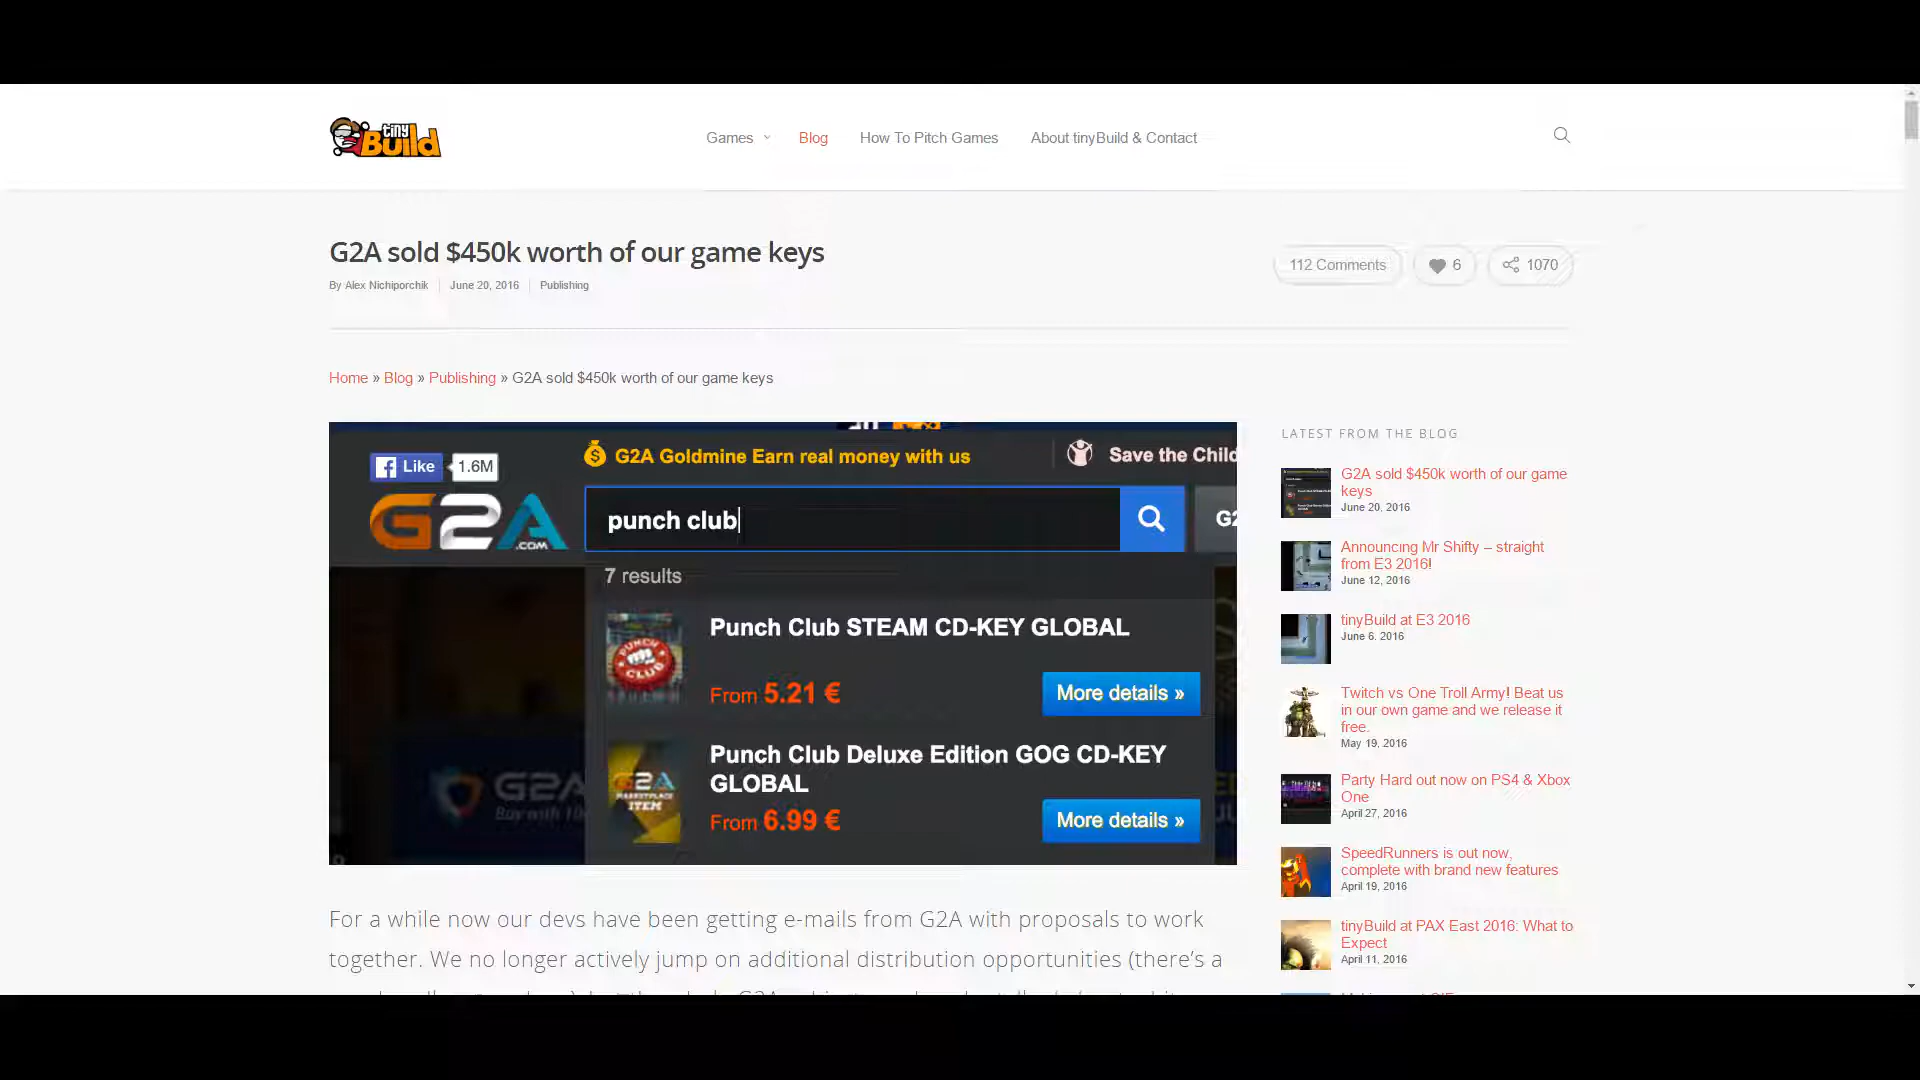 tiny Build
Games
Blog
How To Pitch Games
About tinyBuild & Contact
G2A sold $450k worth of our game keys
By Alex Nichiporchik
June 20, 2016
Publishing
112 Comments
6
1070
Home » Blog » Publishing » G2A sold $450k worth of our game keys
Like
1.6M
G2A Goldmine Earn real money with us
Save the Child
G2A.COM
punch club
G2
7 results
Punch Club STEAM CD-KEY GLOBAL
From 5.21 €
More details »
Punch Club Deluxe Edition GOG CD-KEY
GLOBAL
From 6.99 €
More details »
G2A
MARKETPLACE
ITEM
G2A
Buy with
For a while now our devs have been getting e-mails from G2A with proposals to work
together. We no longer actively jump on additional distribution opportunities (there's a
LATEST FROM THE BLOG
G2A sold $450k worth of our game
keys
June 20, 2016
Announcing Mr Shifty – straight
from E3 2016!
June 12, 2016
tinyBuild at E3 2016
June 6, 2016
Twitch vs One Troll Army! Beat us
in our own game and we release it
free.
May 19, 2016
Party Hard out now on PS4 & Xbox
One
April 27, 2016
SpeedRunners is out now,
complete with brand new features
April 19, 2016
tinyBuild at PAX East 2016: What to
Expect
April 11, 2016